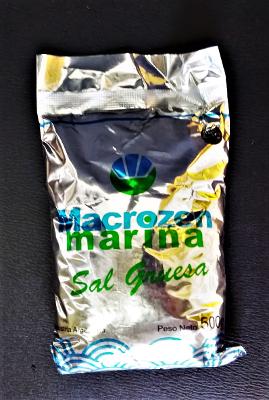 Macrozen
marina
Sal Gruesa
Peso Neto 500